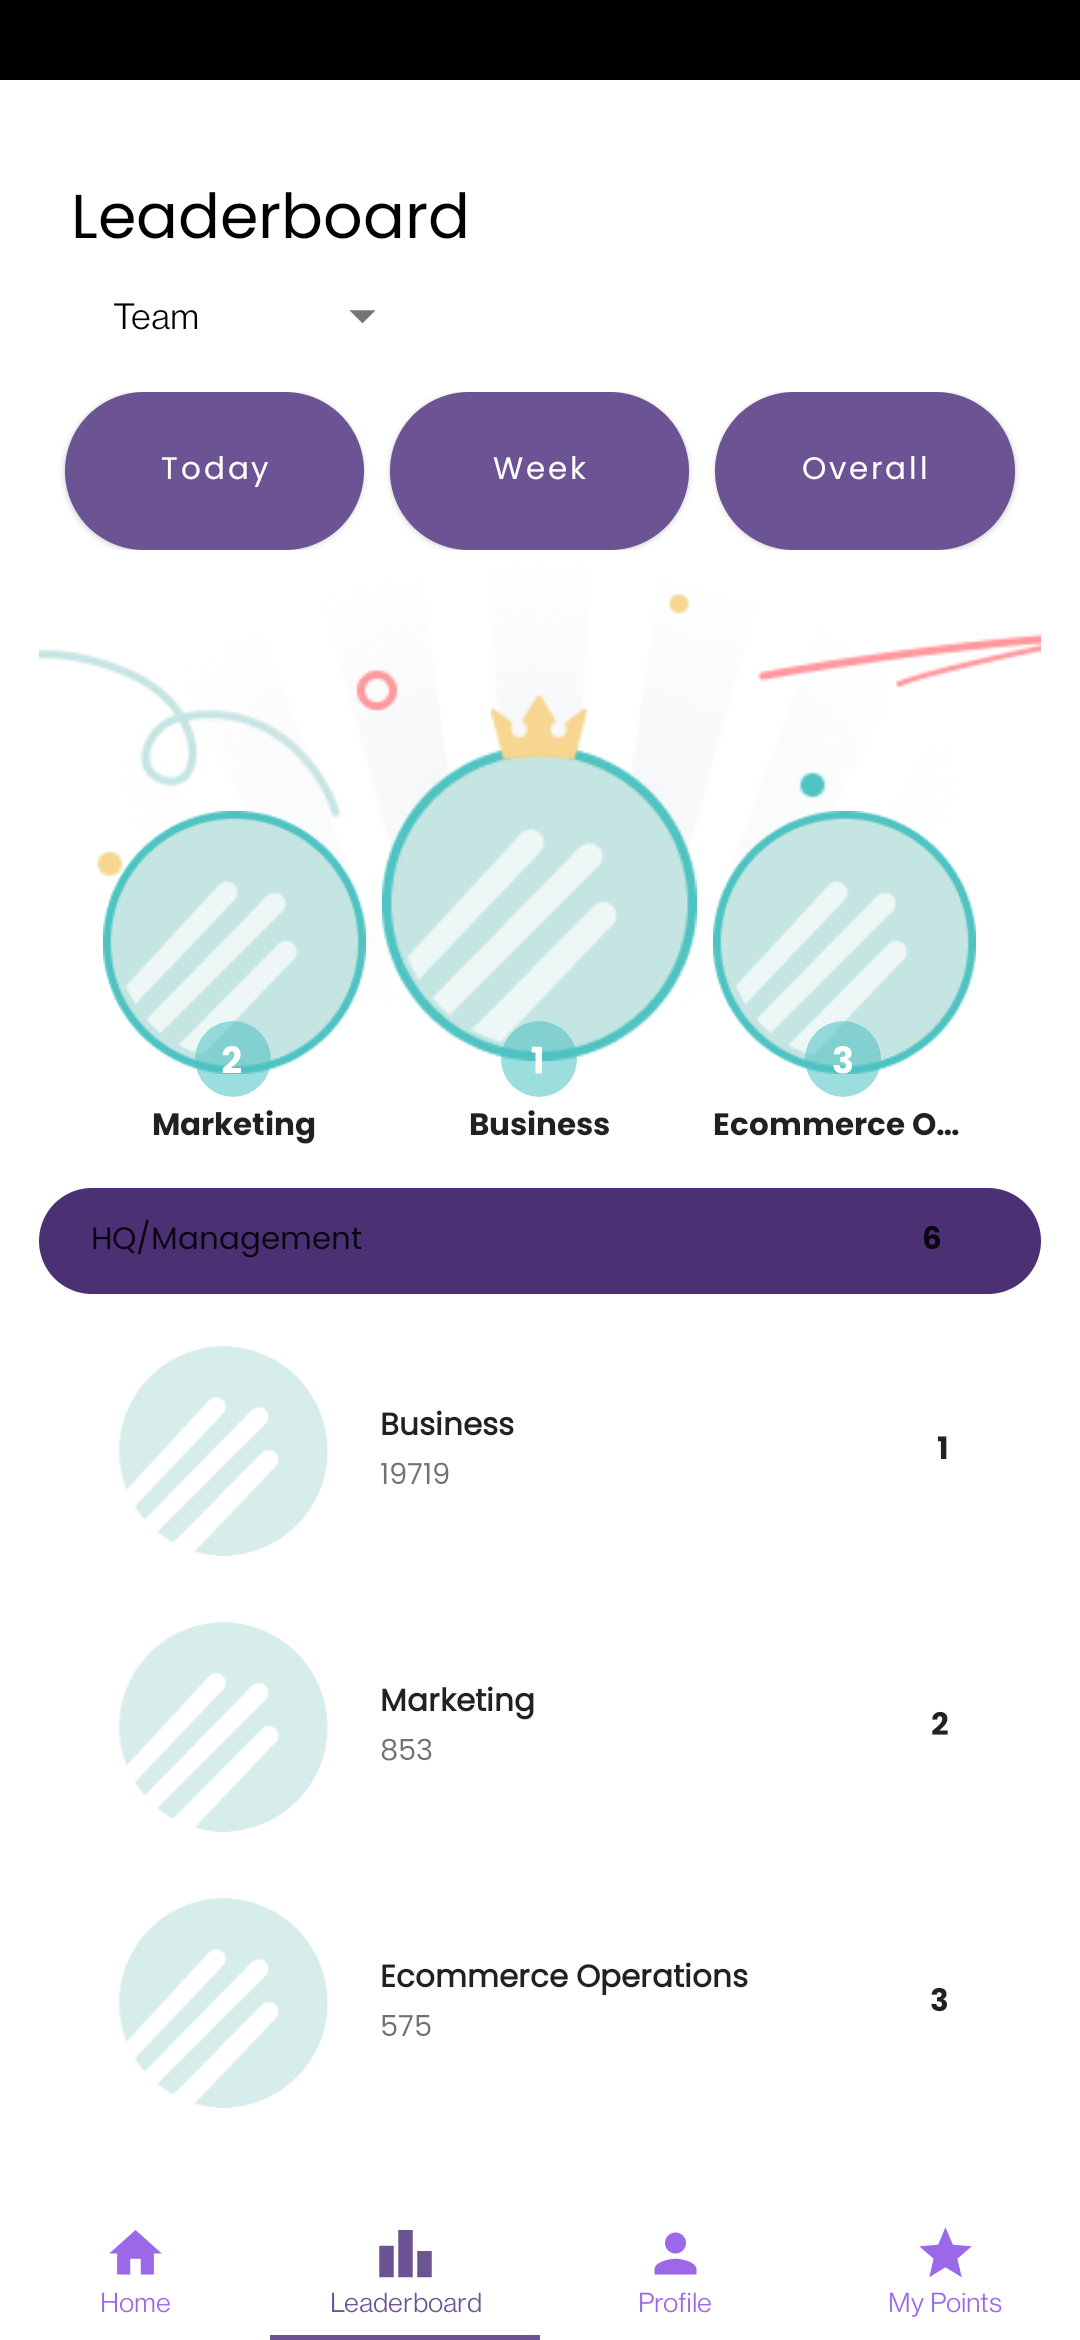 Leaderboard
Team
Today Week Overall
2 1 3
Marketing Business Ecommerce O...
HQ/Management 6
Business
19719
1
Marketing
853
2
Ecommerce Operations
575
3
Home Leaderboard Profile My Points